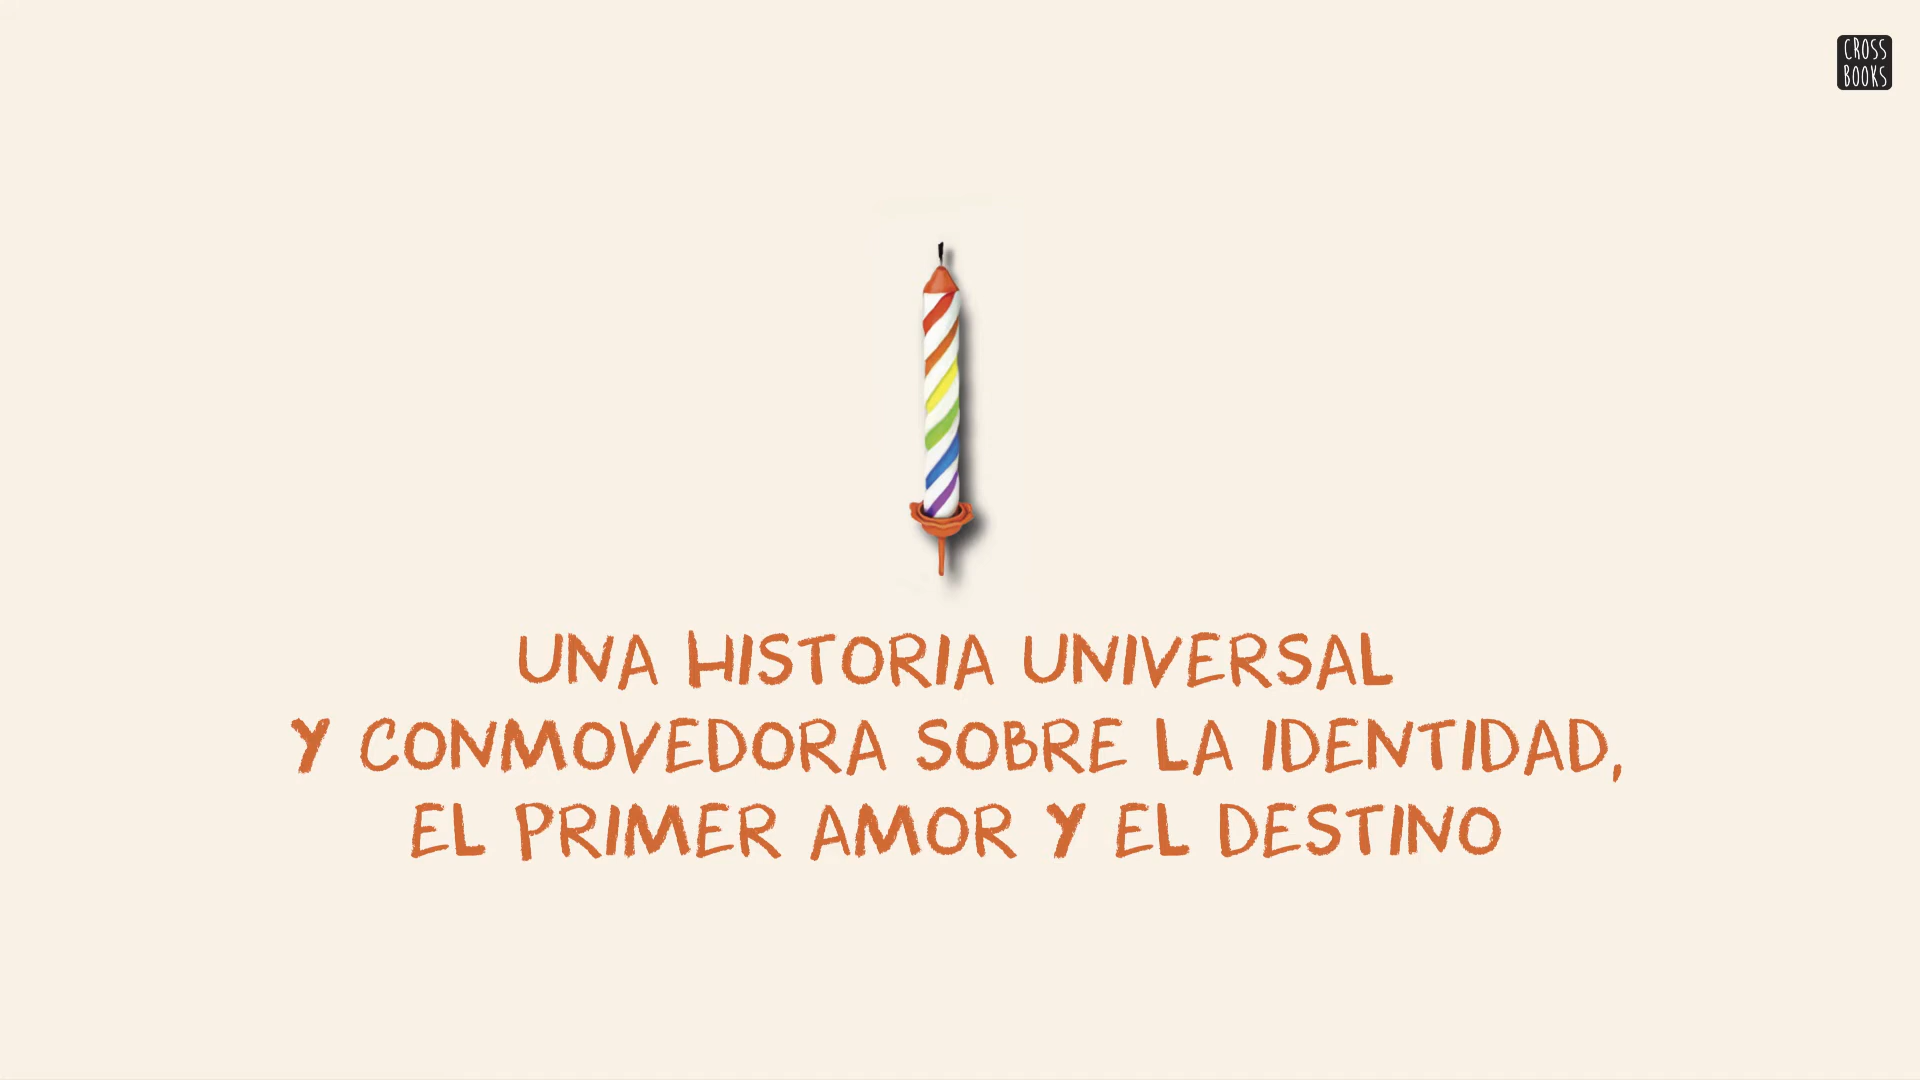 CROSS
BOOKS
UNA HISTORIA UNIVERSAL
Y CONMOVEDORA SOBRE LA IDENTIDAD,
EL PRIMER AMOR Y EL DESTINO